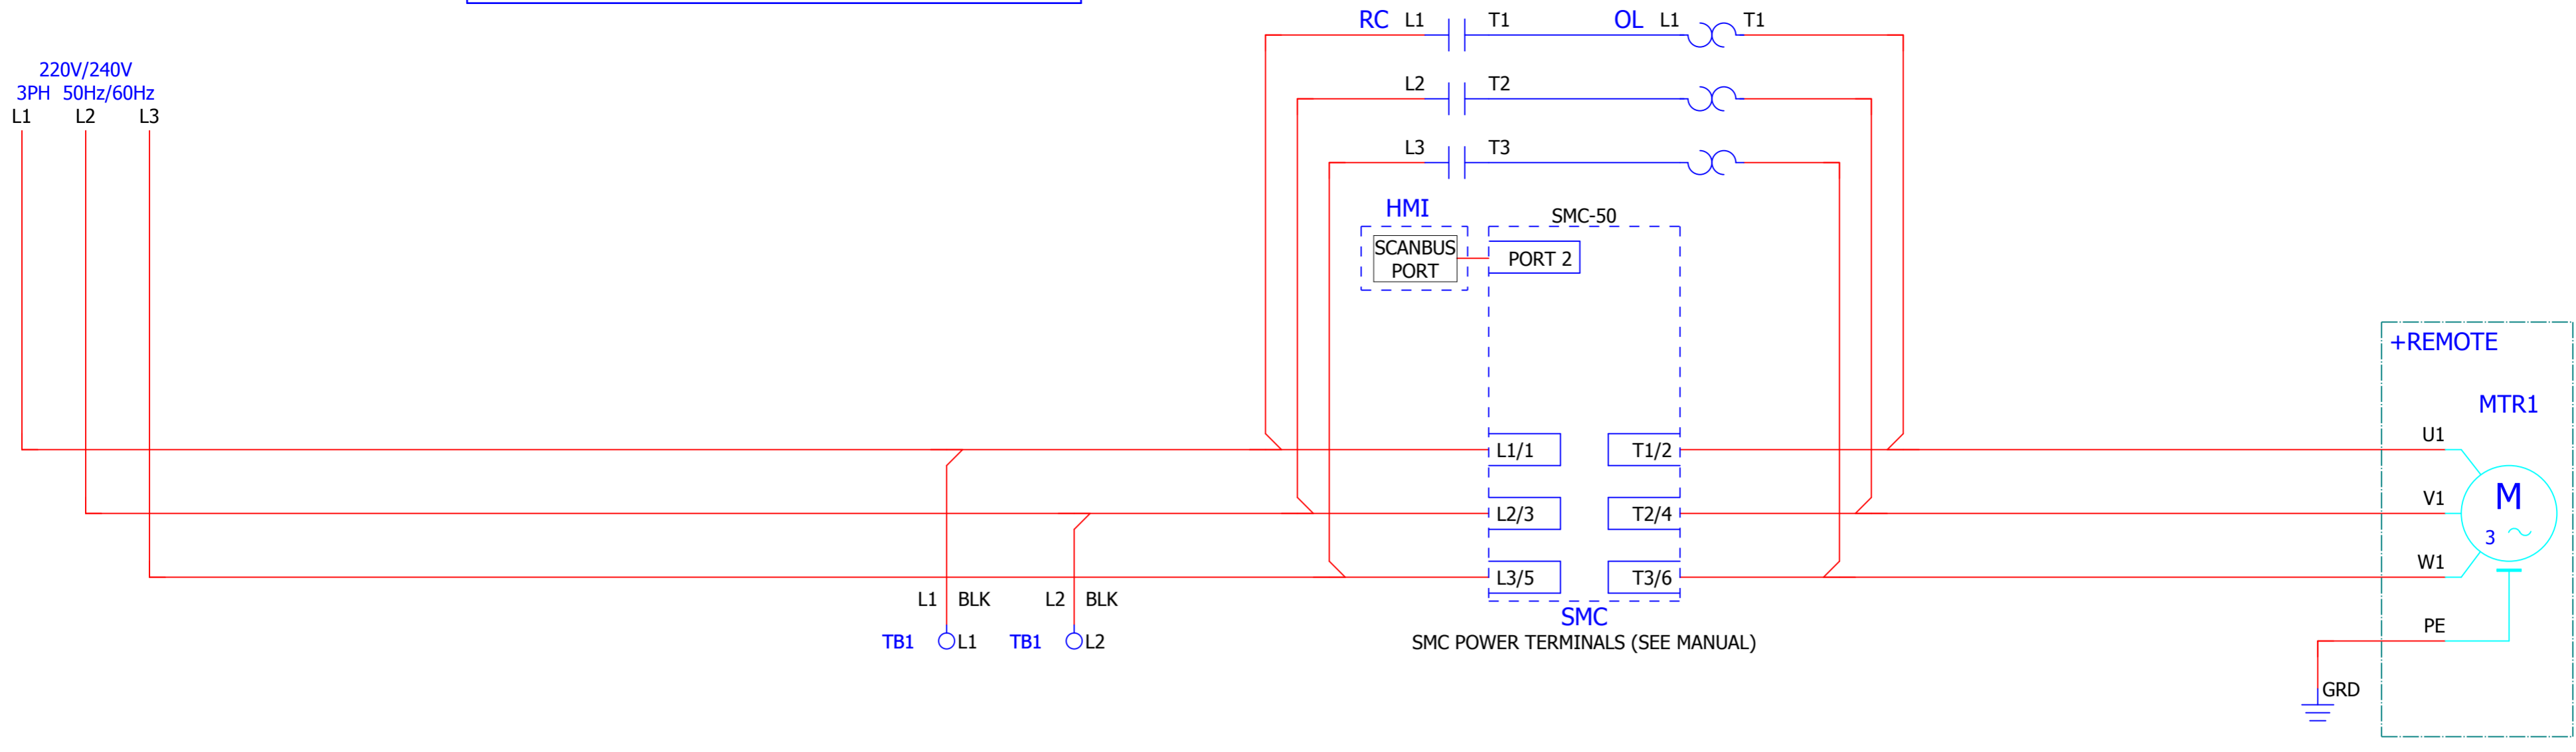 RC L1 T1 OL L1 T1
220V/240V
3PH 50Hz/60Hz
L1 L2 L3
L2 T2
L3 T3
HMI
SCANBUS
PORT
SMC-50
PORT 2
+REMOTE
MTR1
L1/1 T1/2 U1
L2/3 T2/4 V1
M
3
L3/5 T3/6 W1
L1 BLK L2 BLK
TB1 L1 TB1 L2
SMC
SMC POWER TERMINALS (SEE MANUAL)
PE
GRD